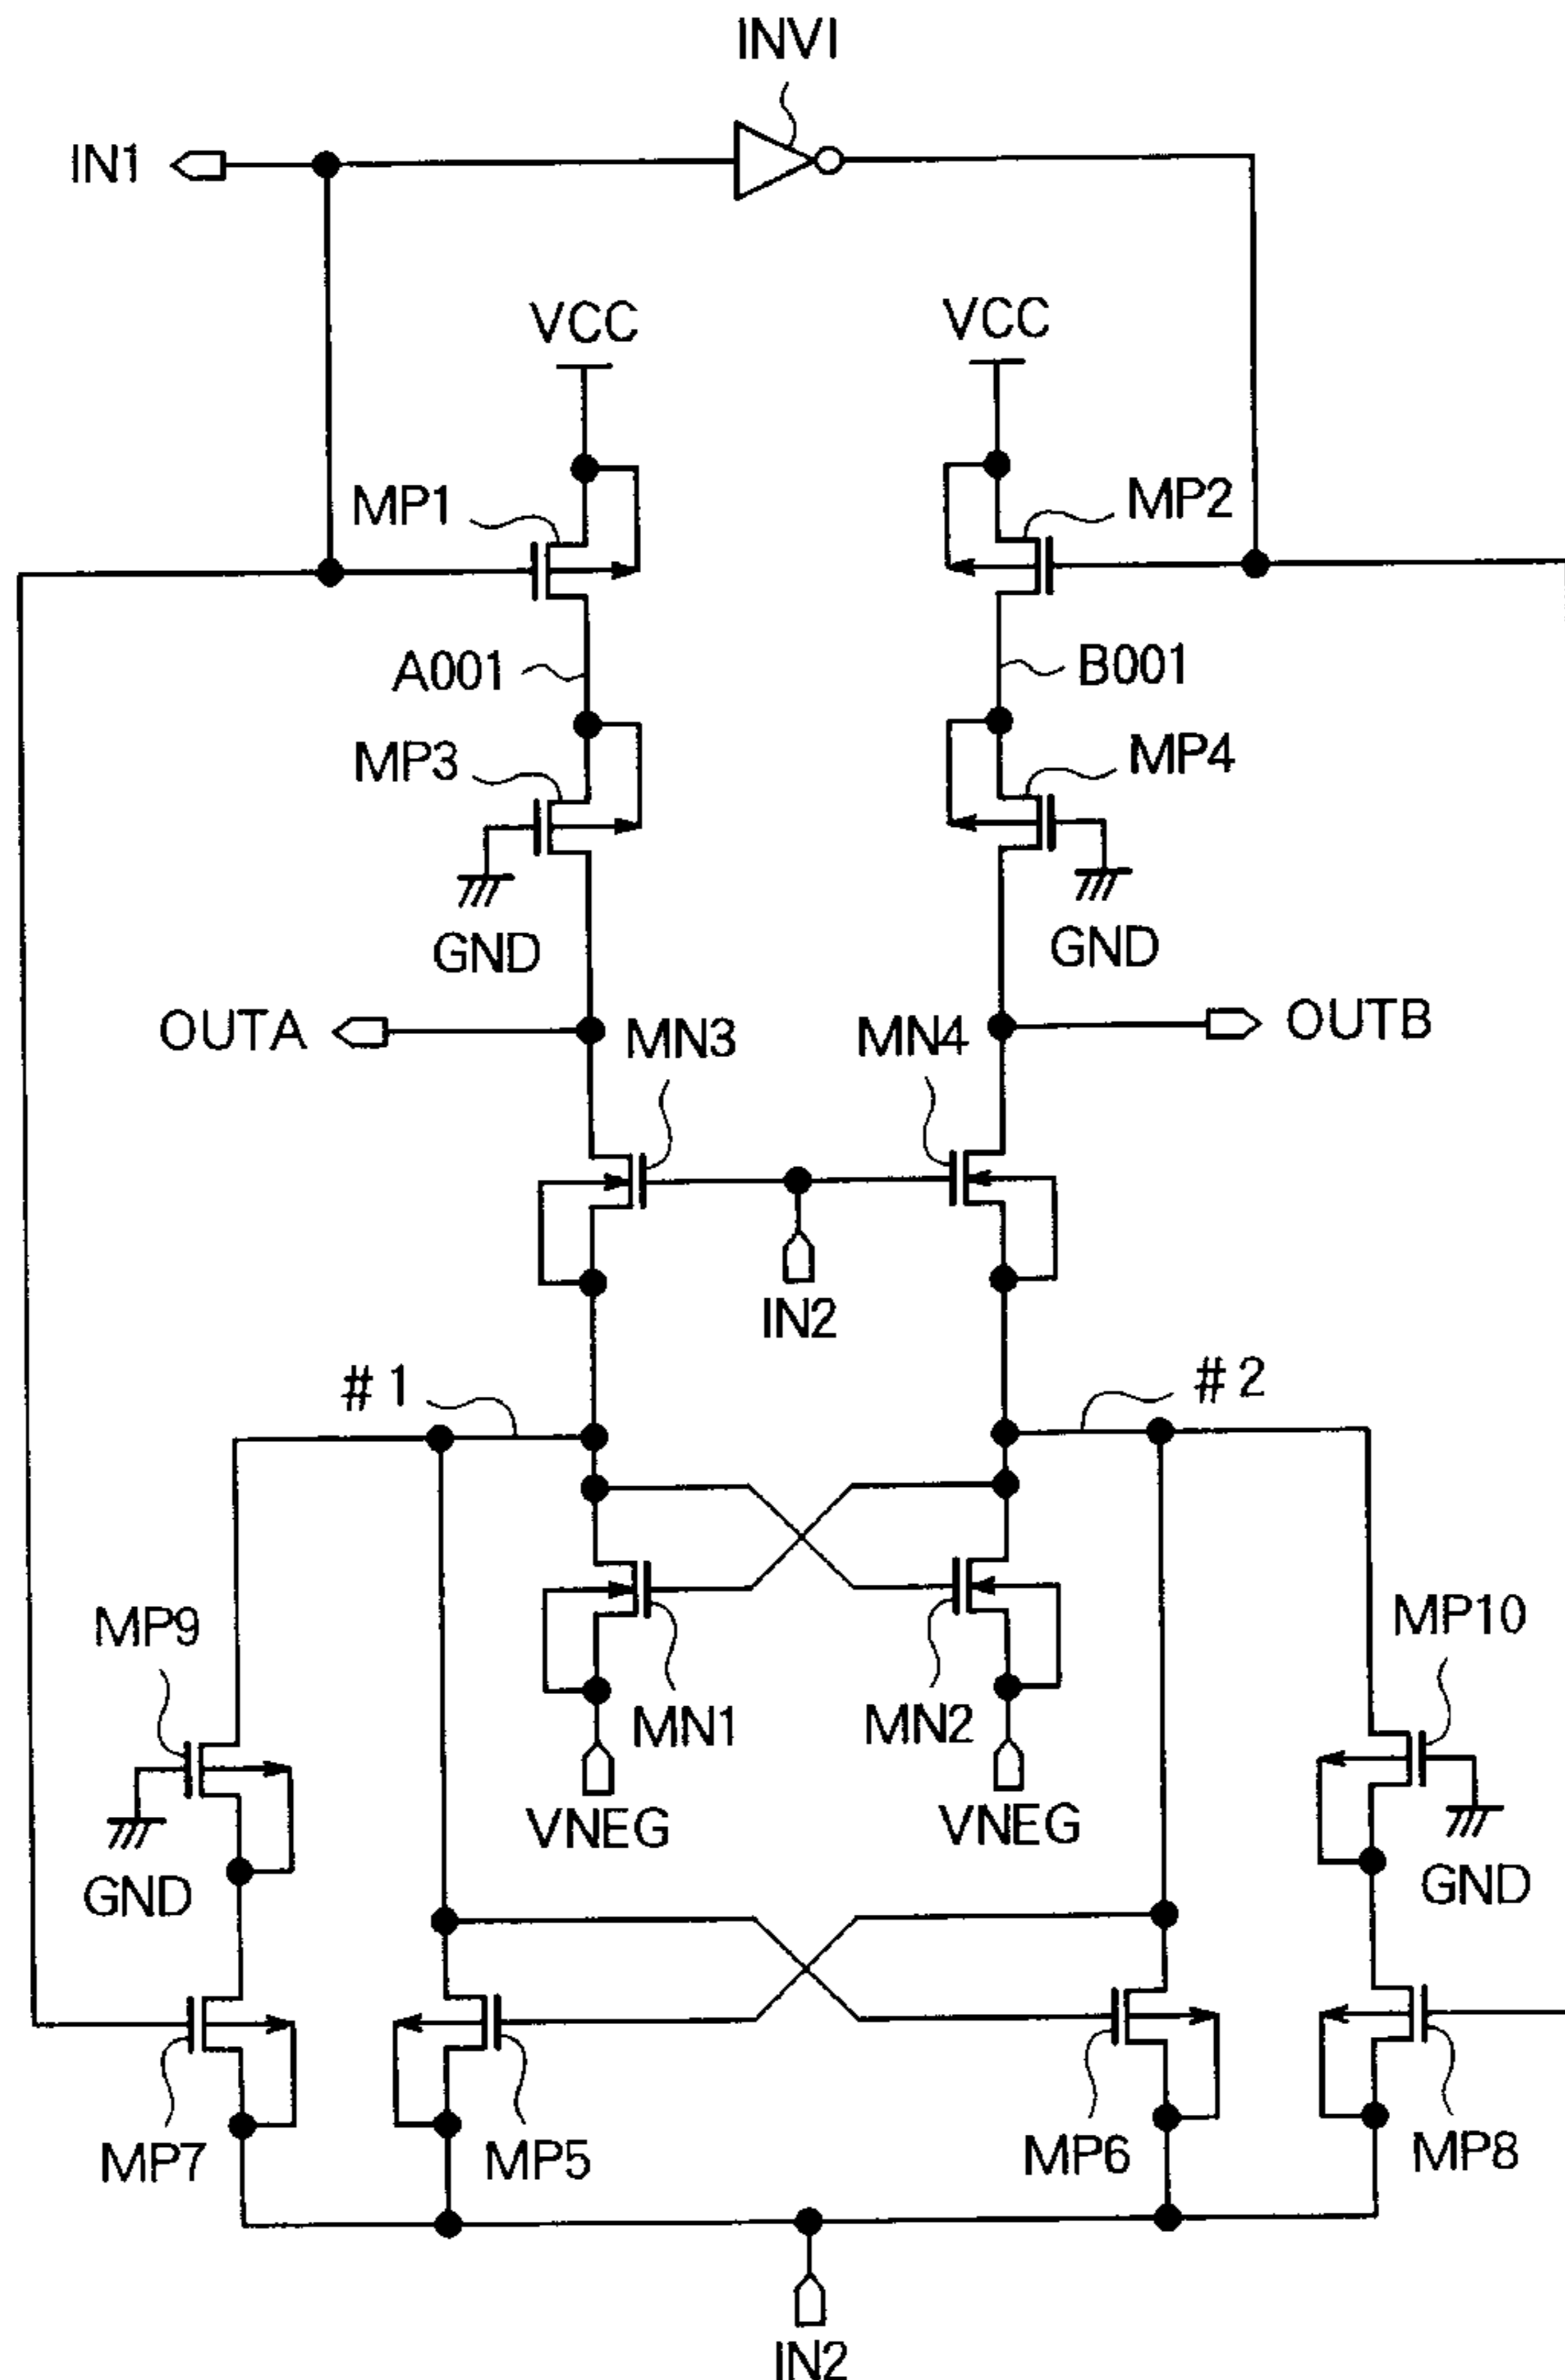 INVI
IN1
VCC
VCC
MP1
MP2
A001
B001
MP3
MP4
GND
GND
OUTA
MN3
MN4
OUTB
IN2
#1
#2
MP9
MP10
MN1
MN2
VNEG
VNEG
GND
GND
MP7
MP5
MP6
MP8
IN2